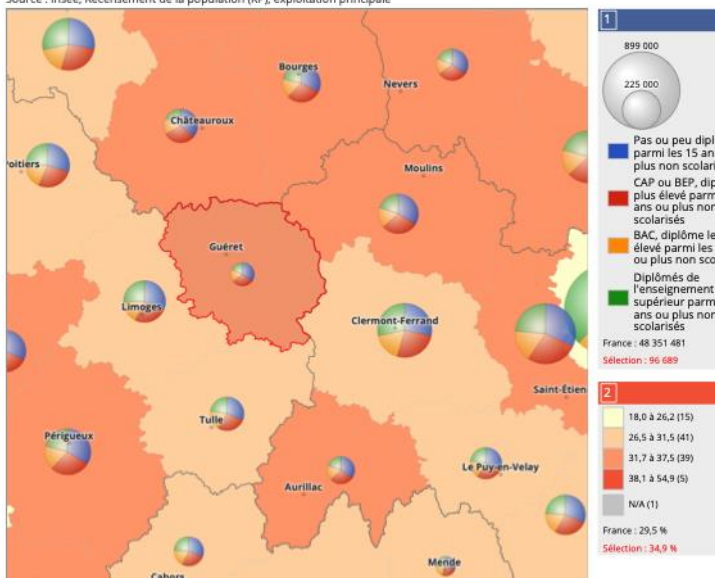 Source : Insee, Recensement de la population (RP), exploitation principale
Bourges
Nevers
Châteauroux
Poitiers
Moulins
Guéret
Limoges
Clermont-Ferrand
Saint-Étien
Tulle
Périgueux
Le Puy-en-Velay
Aurillac
Mende
Cahors
1
899 000
225 000
Pas ou peu dipl
parmi les 15 an
plus non scolari
CAP ou BEP, dip
plus élevé parm
ans ou plus non
scolarisés
BAC, diplôme le
élevé parmi les
ou plus non sco
Diplômés de
l'enseignement
supérieur parm
ans ou plus non
scolarisés
France : 48 351 481
Sélection : 96 689
2
18,0 à 26,2 (15)
26,5 à 31,5 (41)
31,7 à 37,5 (39)
38,1 à 54,9 (5)
N/A (1)
France : 29,5 %
Sélection : 34,9 %